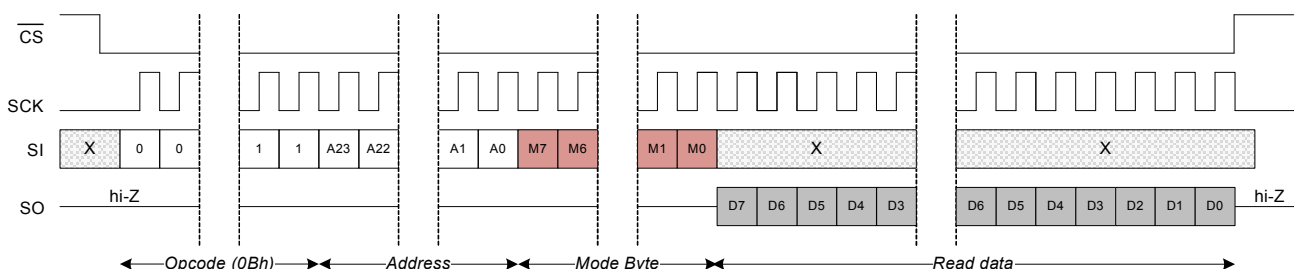 CS
SCK
SI X 0 0 1 1 A23 A22 A1 A0 M7 M6 M1 M0 X X
SO hi-Z D7 D6 D5 D4 D3 D6 D5 D4 D3 D2 D1 D0 hi-Z
Opcode (0Bh) Address Mode Byte Read data